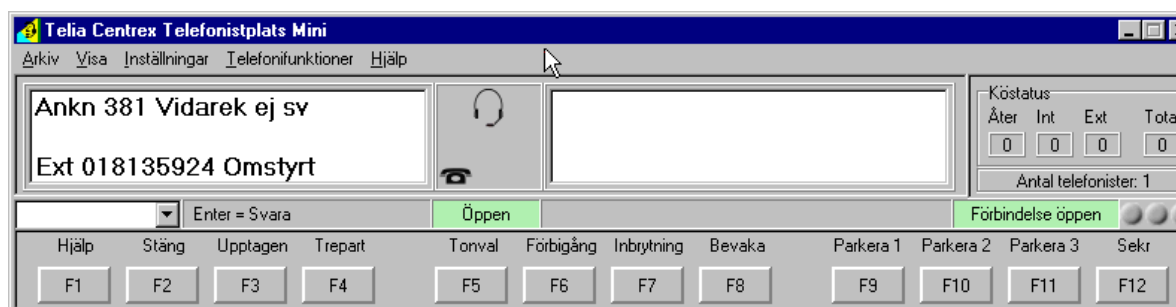 Telia Centrex Telefonistplats Mini
Arkiv Visa Inställningar Telefonifunktioner Hjälp
Ankn 381 Vidarek ej sv
Ext 018135924 Omstyrt
Köstatus
Åter Int Ext Tota
0 0 0 0
Antal telefonister: 1
Enter = Svara Öppen Förbindelse öppen
Hjälp Stäng Upptagen Trepart Tonval Förbigång Inbrytning Bevaka Parkera 1 Parkera 2 Parkera 3 Sekr
F1 F2 F3 F4 F5 F6 F7 F8 F9 F10 F11 F12